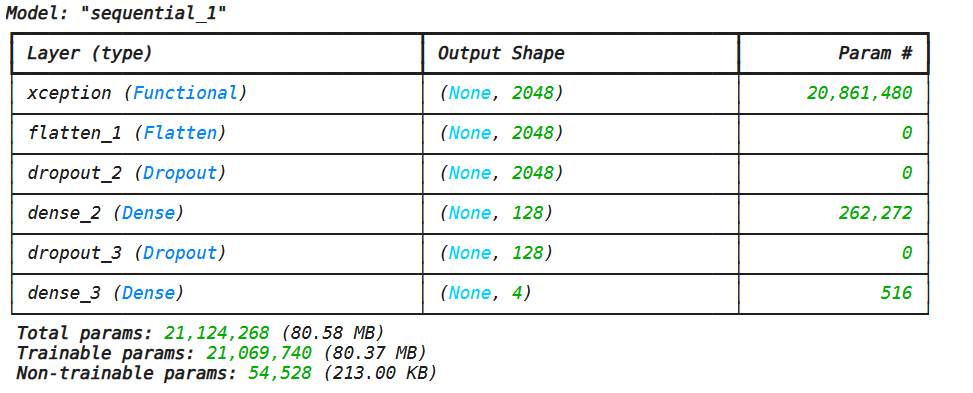 Model: "sequential_1"
Layer (type) Output Shape Param #
xception (Functional) (None, 2048) 20,861,480
flatten_1 (Flatten) (None, 2048) 0
dropout_2 (Dropout) (None, 2048) 0
dense_2 (Dense) (None, 128) 262,272
dropout_3 (Dropout) (None, 128) 0
dense_3 (Dense) (None, 4) 516
Total params: 21,124,268 (80.58 MB)
Trainable params: 21,069,740 (80.37 MB)
Non-trainable params: 54,528 (213.00 KB)